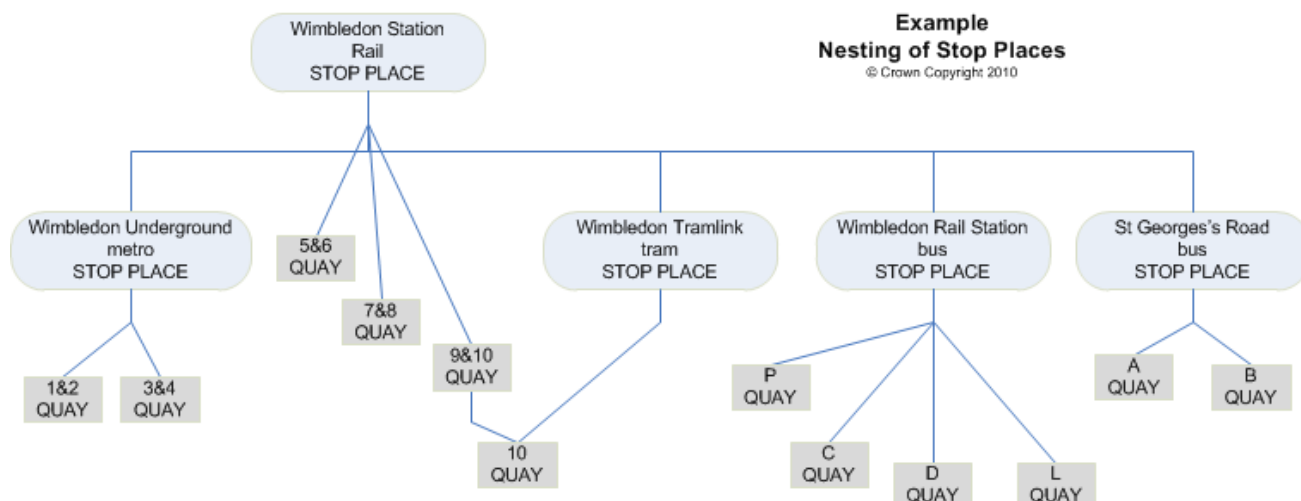 Wimbledon Station
Rail
STOP PLACE
Example
Nesting of Stop Places
© Crown Copyright 2010
Wimbledon Underground
metro
STOP PLACE
5&6
QUAY
7&8
QUAY
9&10
QUAY
Wimbledon Tramlink
tram
STOP PLACE
Wimbledon Rail Station
bus
STOP PLACE
St Georges's Road
bus
STOP PLACE
1&2
QUAY
3&4
QUAY
10
QUAY
P
QUAY
C
QUAY
D
QUAY
L
QUAY
A
QUAY
B
QUAY